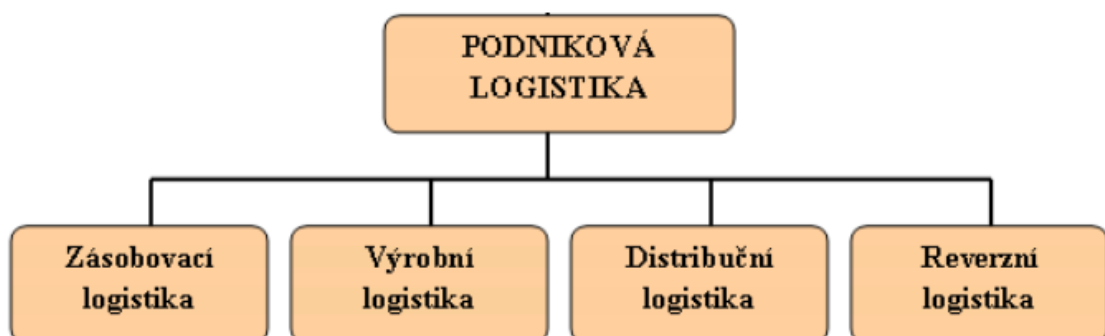 PODNIKOVÁ
LOGISTIKA
Zásobovací
logistika
Výrobní
logistika
Distribuční
logistika
Reverzní
logistika